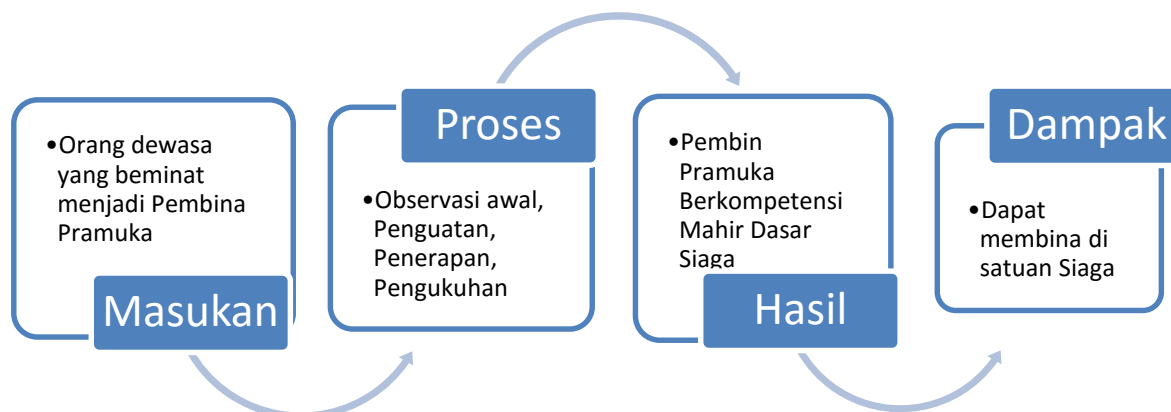 •Orang dewasa
yang beminat
menjadi Pembina
Pramuka
Masukan
Proses
•Observasi awal,
Penguatan,
Penerapan,
Pengukuhan
•Pembin
Pramuka
Berkompetensi
Mahir Dasar
Siaga
Hasil
Dampak
•Dapat
membina di
satuan Siaga